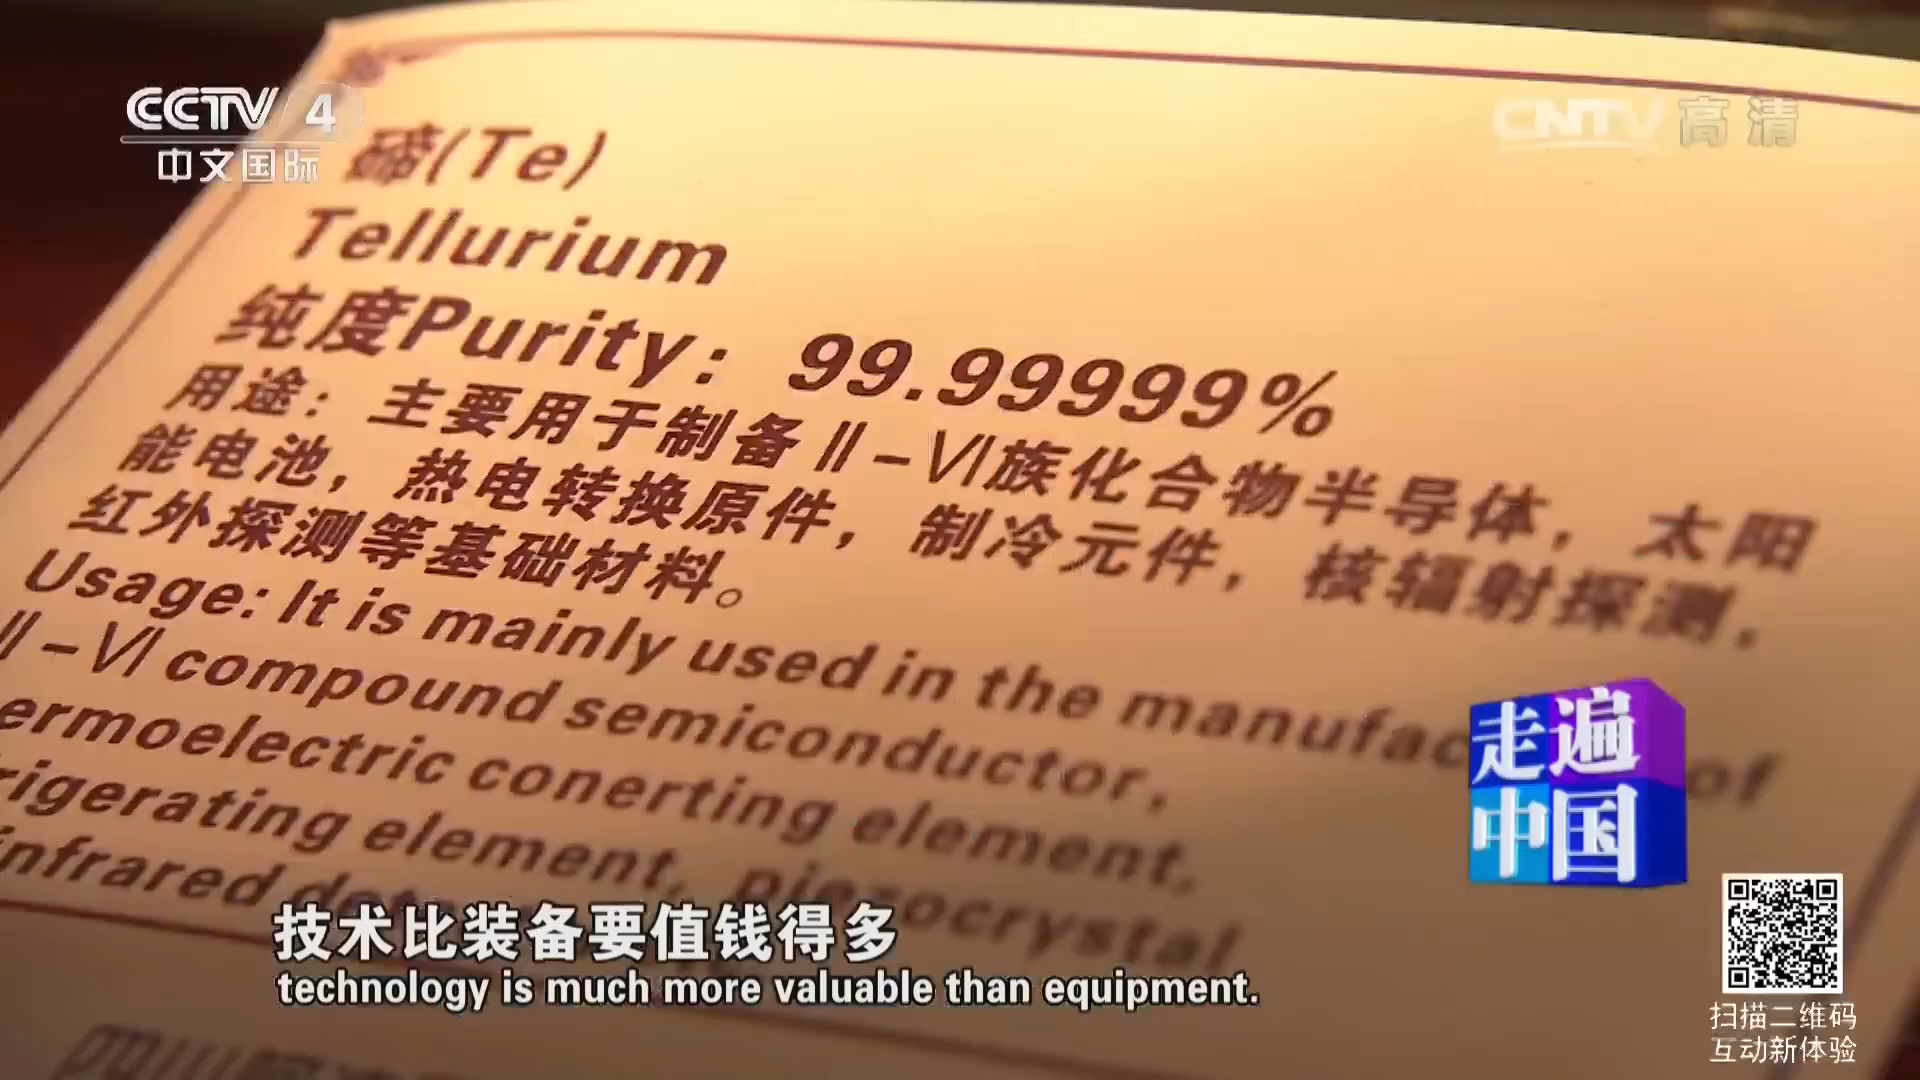 CCTV 4
中文国际
CNTV 高清
碲(Te)
Tellurium
纯度Purity：99.99999%
用途：主要用于制备Ⅱ-Ⅵ族化合物半导体，太阳
能电池，热电转换原件，制冷元件，核辐射探测，
红外探测等基础材料。
Usage: It is mainly used in the manufac of
Ⅱ-Ⅵ compound semiconductor,
ermoelectric conerting element,
rigerating element, piezocrystal
infrared
走遍
中国
技术比装备要值钱得多
technology is much more valuable than equipment.
扫描二维码
互动新体验